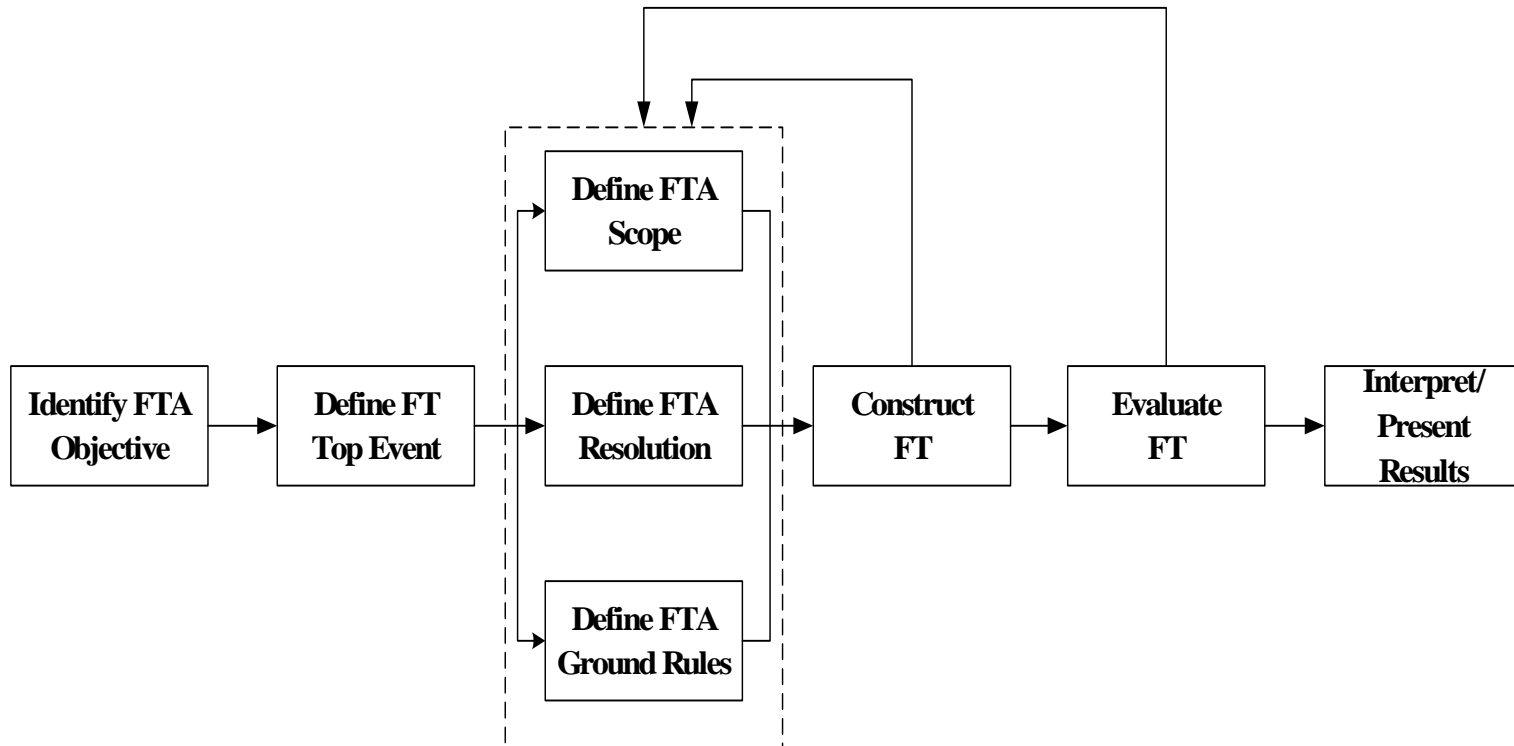 Define FTA
Scope
Identify FTA
Objective
Define FT
Top Event
Define FTA
Resolution
Construct
FT
Evaluate
FT
Interpret/
Present
Results
Define FTA
Ground Rules